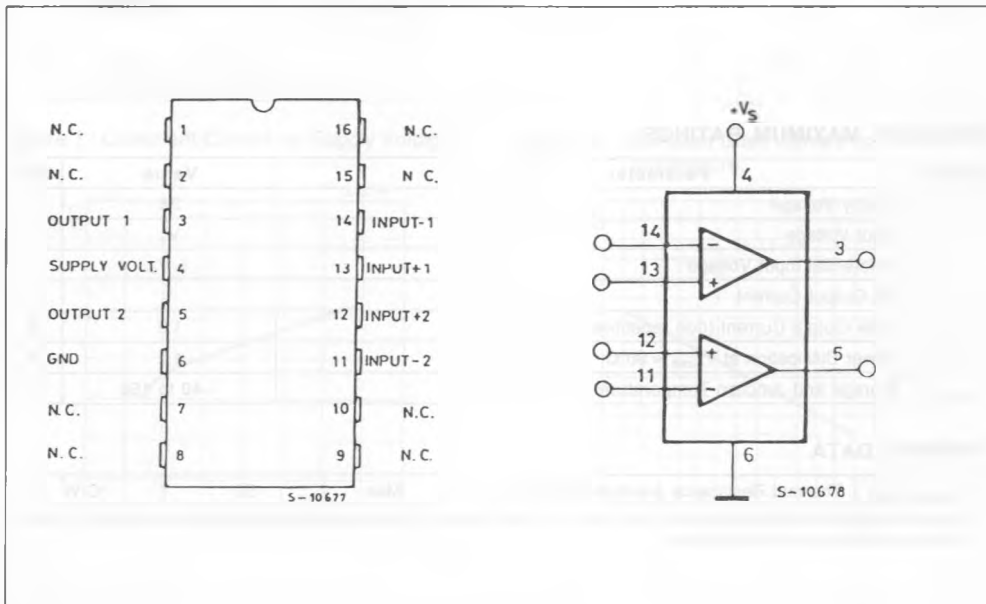 N.C. 1 16 N.C.
N.C. 2 15 N C.
OUTPUT 1 3 14 INPUT-1
SUPPLY VOLT. 4 13 INPUT+1
OUTPUT 2 5 12 INPUT+2
GND 6 11 INPUT-2
N.C. 7 10 N.C.
N.C. 8 9 N.C.
S-10677
+Vs
4
14 −
13 +
3
12 +
11 −
5
6
S-10678